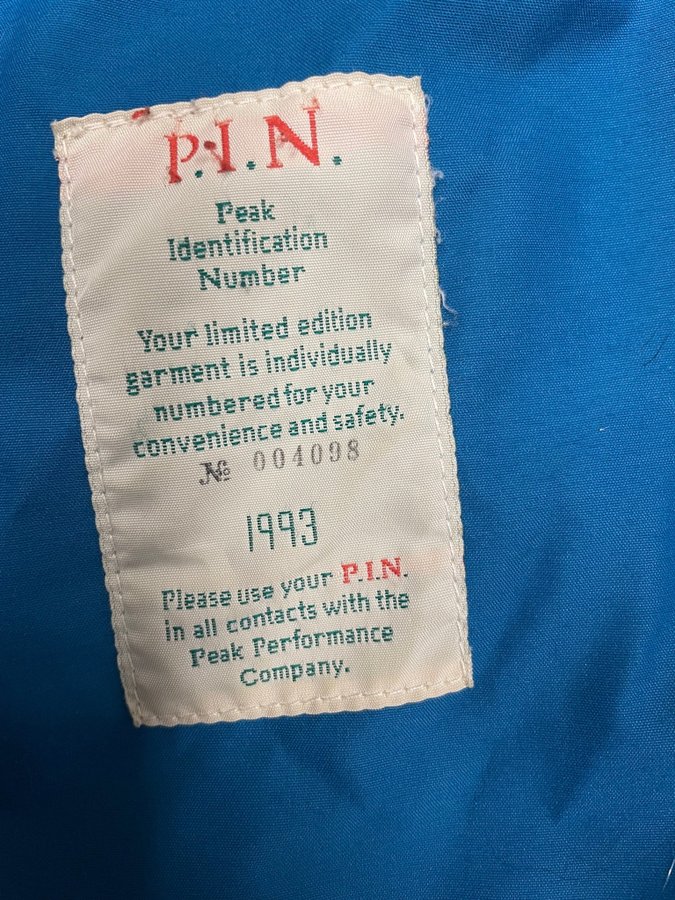 P.I.N.
Peak
Identification
Number
Your limited edition
garment is individually
numbered for your
convenience and safety.
№ 004098
1993
Please use your P.I.N.
in all contacts with the
Peak Performance
Company.